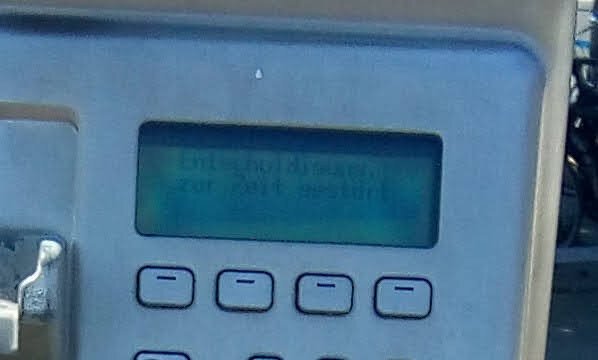 Entschuldigung,
zur Zeit gestört